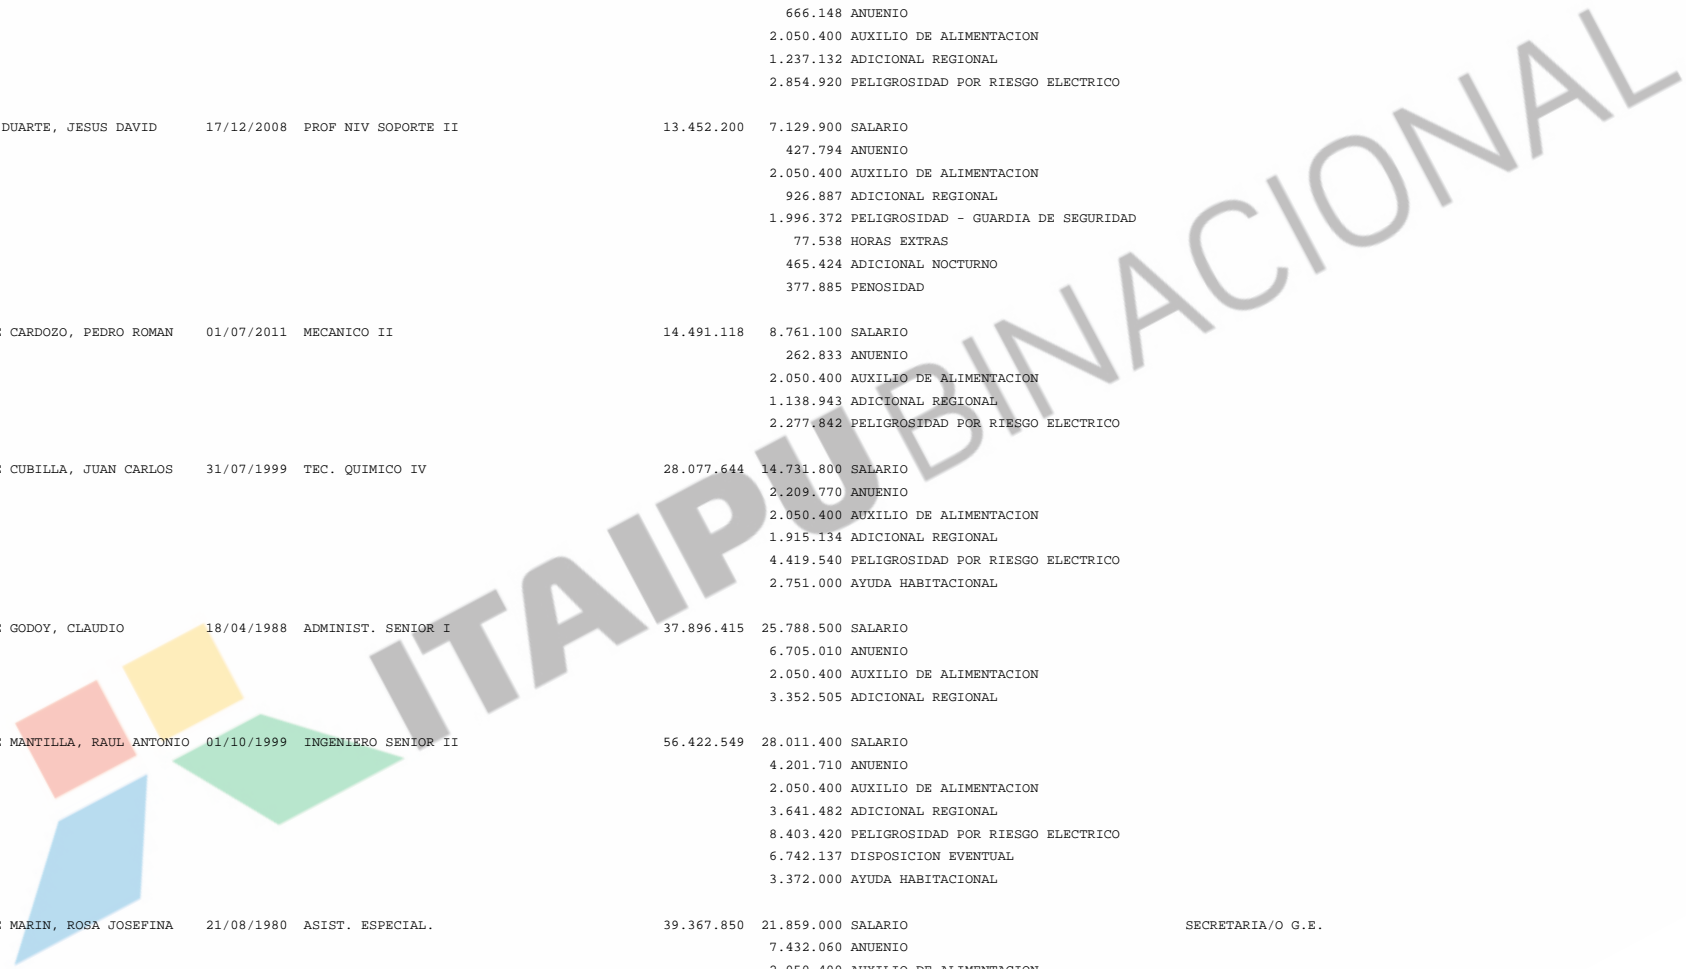 666.148 ANUENIO
2.050.400 AUXILIO DE ALIMENTACION
1.237.132 ADICIONAL REGIONAL
2.854.920 PELIGROSIDAD POR RIESGO ELECTRICO
DUARTE, JESUS DAVID 17/12/2008 PROF NIV SOPORTE II 13.452.200 7.129.900 SALARIO
427.794 ANUENIO
2.050.400 AUXILIO DE ALIMENTACION
926.887 ADICIONAL REGIONAL
1.996.372 PELIGROSIDAD - GUARDIA DE SEGURIDAD
77.538 HORAS EXTRAS
465.424 ADICIONAL NOCTURNO
377.885 PENOSIDAD
CARDOZO, PEDRO ROMAN 01/07/2011 MECANICO II 14.491.118 8.761.100 SALARIO
262.833 ANUENIO
2.050.400 AUXILIO DE ALIMENTACION
1.138.943 ADICIONAL REGIONAL
2.277.842 PELIGROSIDAD POR RIESGO ELECTRICO
CUBILLA, JUAN CARLOS 31/07/1999 TEC. QUIMICO IV 28.077.644 14.731.800 SALARIO
2.209.770 ANUENIO
2.050.400 AUXILIO DE ALIMENTACION
1.915.134 ADICIONAL REGIONAL
4.419.540 PELIGROSIDAD POR RIESGO ELECTRICO
2.751.000 AYUDA HABITACIONAL
GODOY, CLAUDIO 18/04/1988 ADMINIST. SENIOR I 37.896.415 25.788.500 SALARIO
6.705.010 ANUENIO
2.050.400 AUXILIO DE ALIMENTACION
3.352.505 ADICIONAL REGIONAL
MANTILLA, RAUL ANTONIO 01/10/1999 INGENIERO SENIOR II 56.422.549 28.011.400 SALARIO
4.201.710 ANUENIO
2.050.400 AUXILIO DE ALIMENTACION
3.641.482 ADICIONAL REGIONAL
8.403.420 PELIGROSIDAD POR RIESGO ELECTRICO
6.742.137 DISPOSICION EVENTUAL
3.372.000 AYUDA HABITACIONAL
MARIN, ROSA JOSEFINA 21/08/1980 ASIST. ESPECIAL. 39.367.850 21.859.000 SALARIO SECRETARIA/O G.E.
7.432.060 ANUENIO
2.050.400 AUXILIO DE ALIMENTACION
ITAIPU BINACIONAL